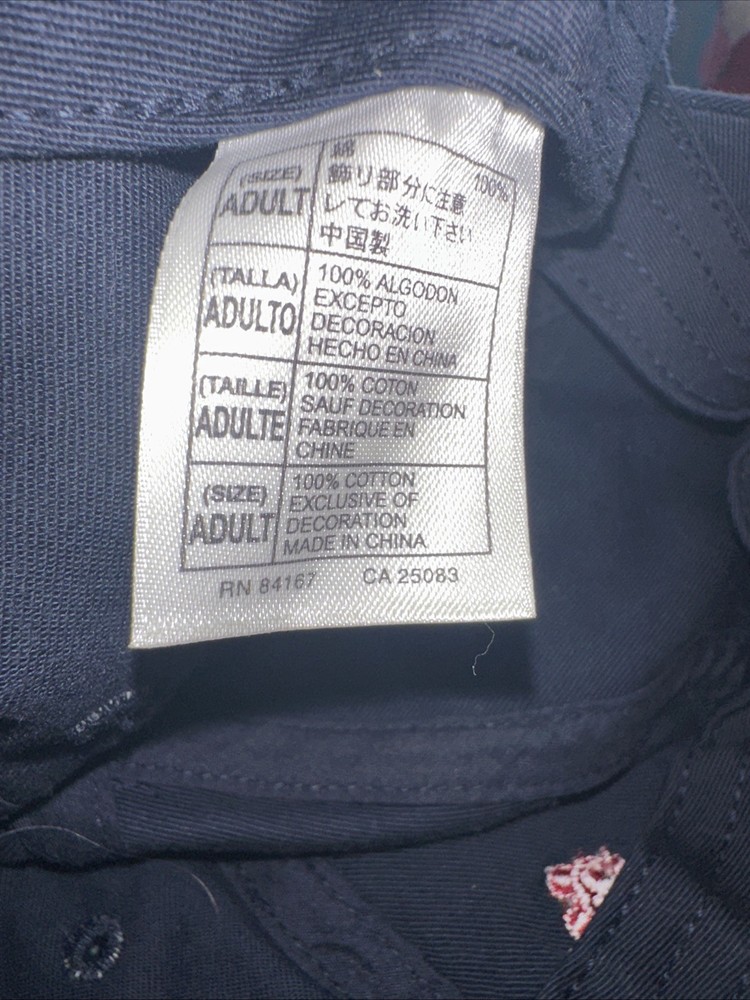 (SIZE)
ADULT
綿 100%
飾り部分に注意
してお洗い下さい
中国製
(TALLA)
ADULTO
100% ALGODON
EXCEPTO
DECORACION
HECHO EN CHINA
(TAILLE)
ADULTE
100% COTON
SAUF DECORATION
FABRIQUE EN
CHINE
(SIZE)
ADULT
100% COTTON
EXCLUSIVE OF
DECORATION
MADE IN CHINA
RN 84167 CA 25083